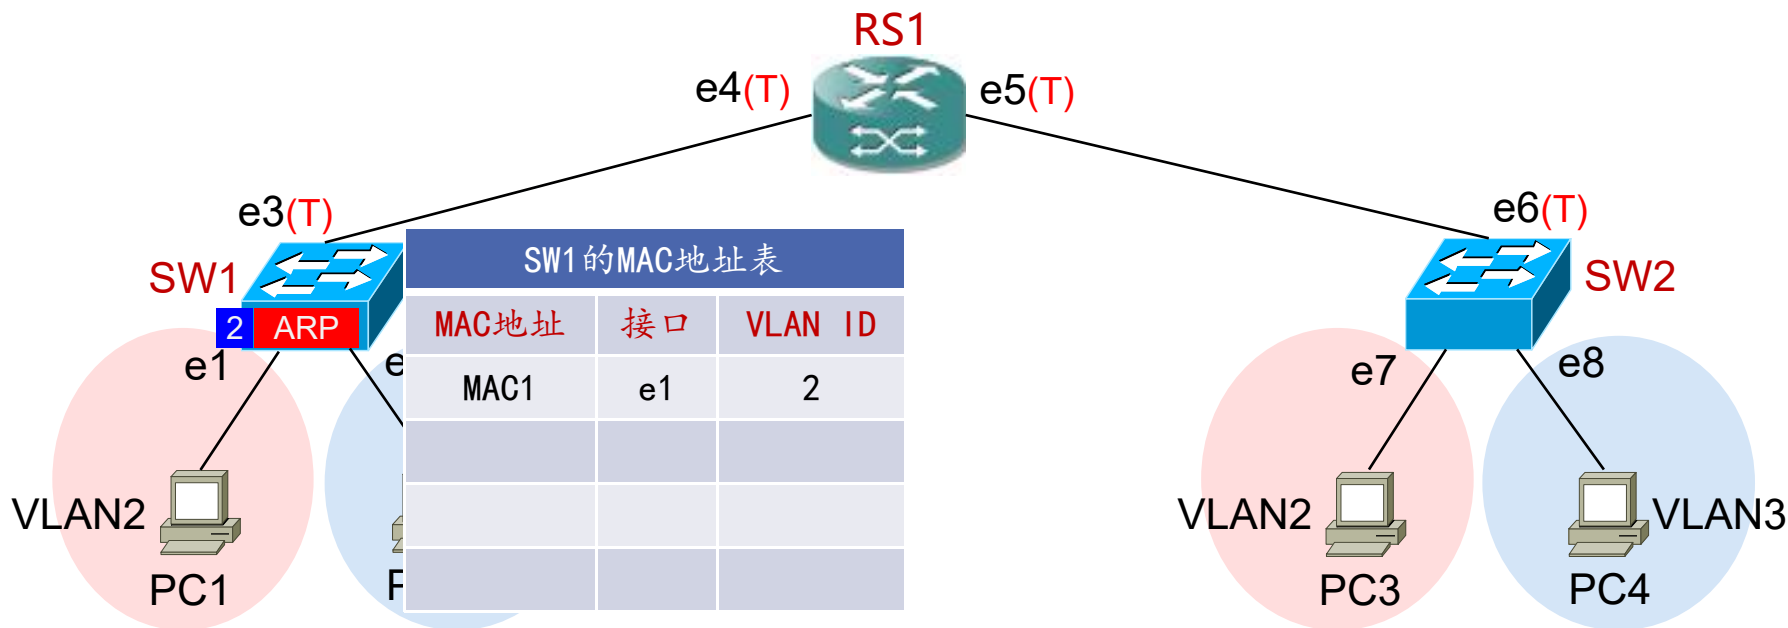 RS1
e4(T)
e5(T)
e3(T)
e6(T)
SW1
SW2
SW1的MAC地址表
MAC地址 接口 VLAN ID
MAC1 e1 2
2 ARP
e1
e7
e8
VLAN2
VLAN2
VLAN3
PC1
PC3
PC4